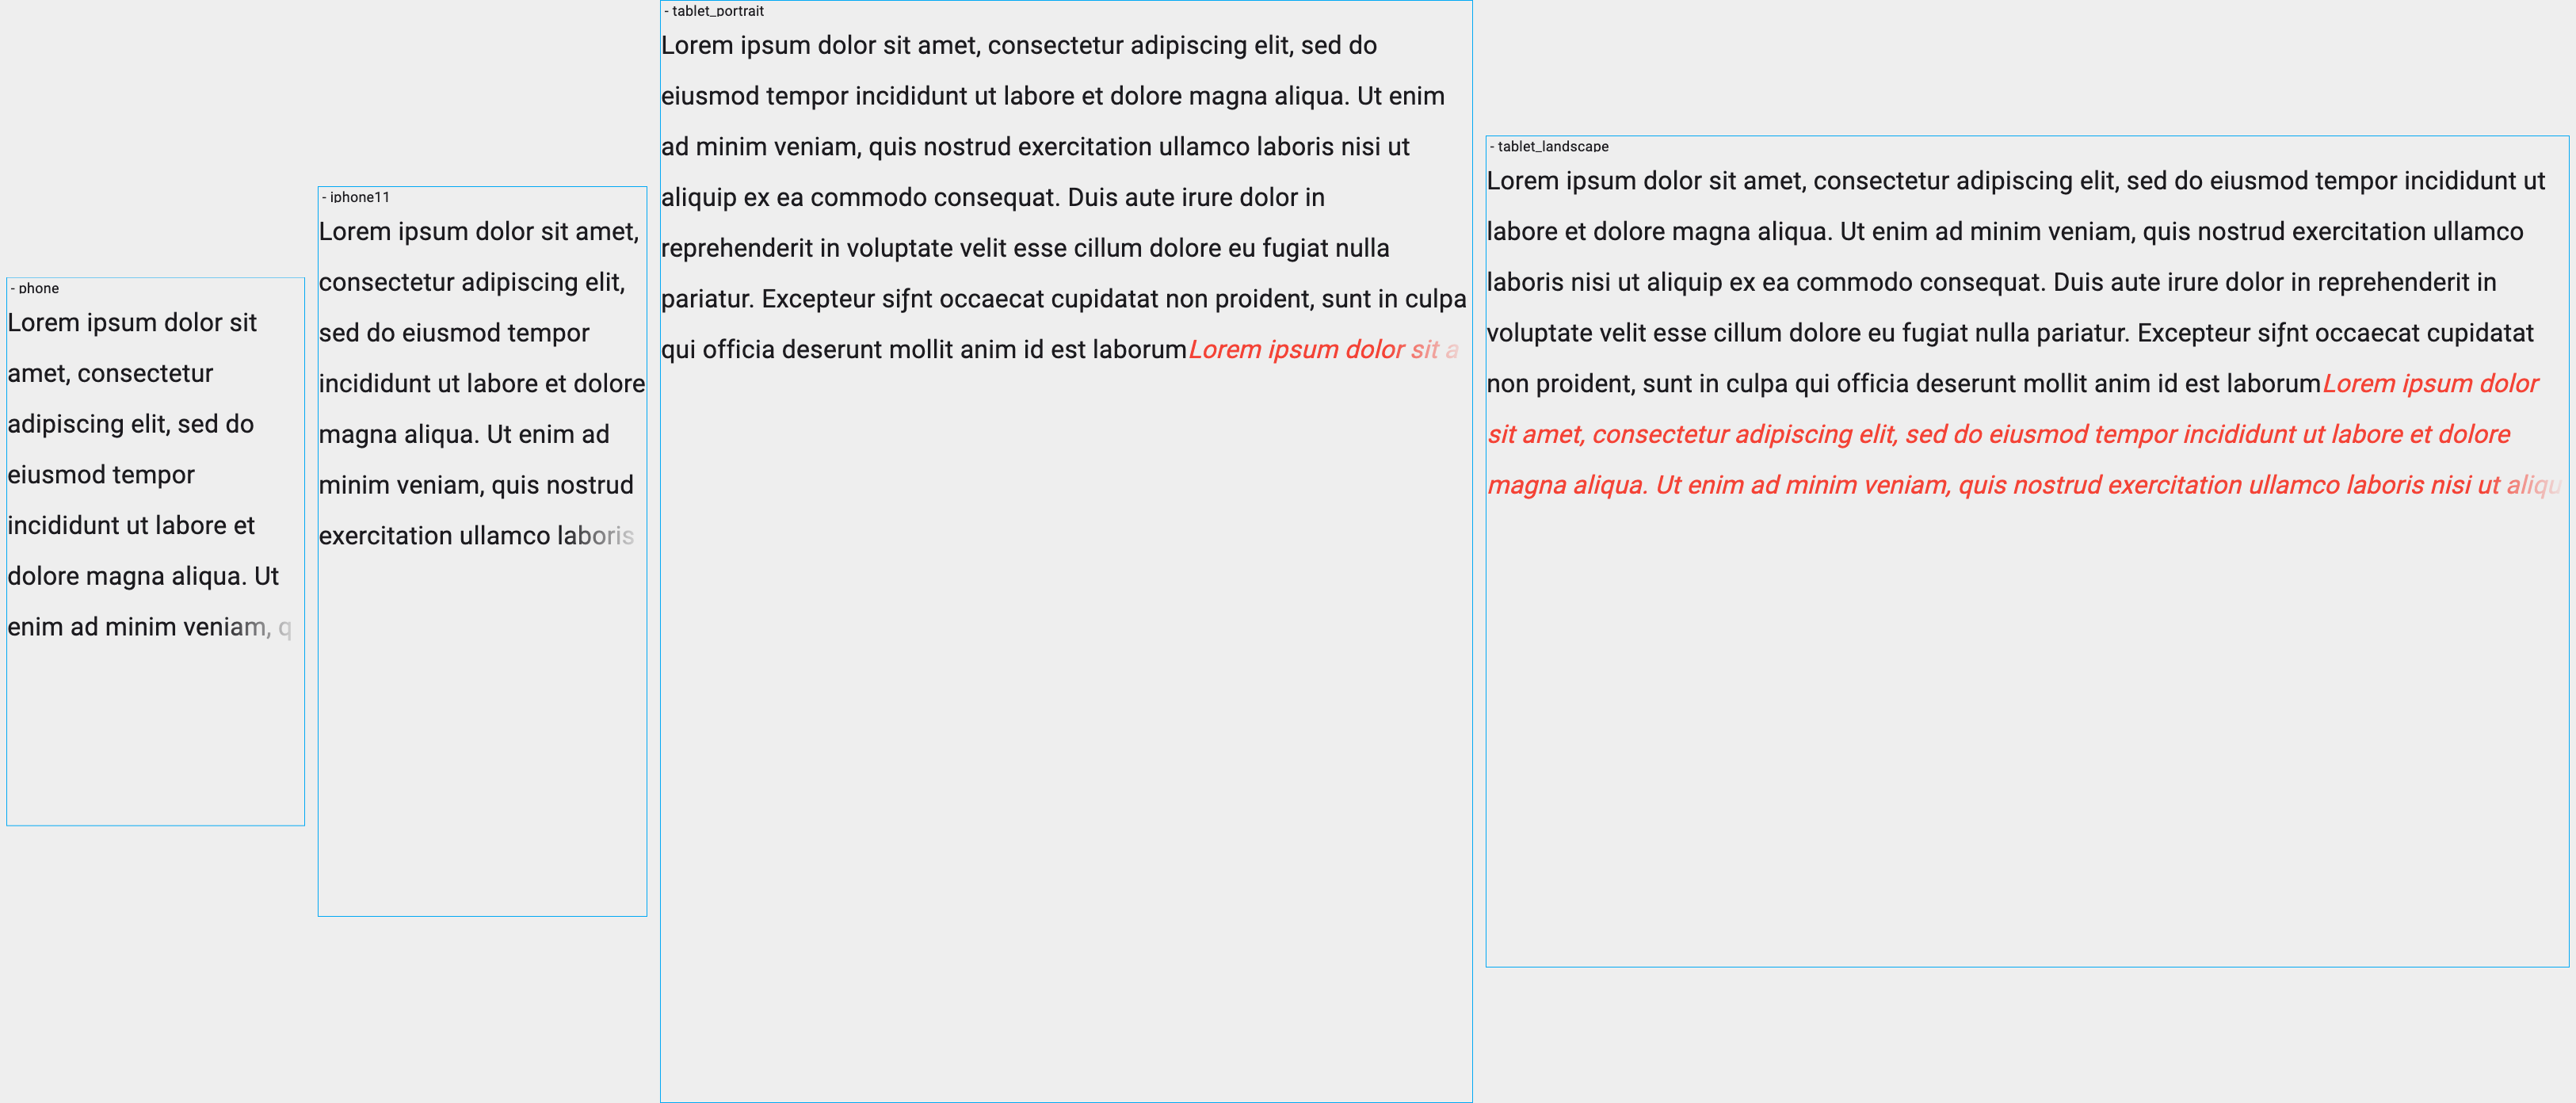 - phone
Lorem ipsum dolor sit
amet, consectetur
adipiscing elit, sed do
eiusmod tempor
incididunt ut labore et
dolore magna aliqua. Ut
enim ad minim veniam, q
- iphone11
Lorem ipsum dolor sit amet,
consectetur adipiscing elit,
sed do eiusmod tempor
incididunt ut labore et dolore
magna aliqua. Ut enim ad
minim veniam, quis nostrud
exercitation ullamco laboris
- tablet_portrait
Lorem ipsum dolor sit amet, consectetur adipiscing elit, sed do
eiusmod tempor incididunt ut labore et dolore magna aliqua. Ut enim
ad minim veniam, quis nostrud exercitation ullamco laboris nisi ut
aliquip ex ea commodo consequat. Duis aute irure dolor in
reprehenderit in voluptate velit esse cillum dolore eu fugiat nulla
pariatur. Excepteur siƒnt occaecat cupidatat non proident, sunt in culpa
qui officia deserunt mollit anim id est laborumLorem ipsum dolor sit a
- tablet_landscape
Lorem ipsum dolor sit amet, consectetur adipiscing elit, sed do eiusmod tempor incididunt ut
labore et dolore magna aliqua. Ut enim ad minim veniam, quis nostrud exercitation ullamco
laboris nisi ut aliquip ex ea commodo consequat. Duis aute irure dolor in reprehenderit in
voluptate velit esse cillum dolore eu fugiat nulla pariatur. Excepteur siƒnt occaecat cupidatat
non proident, sunt in culpa qui officia deserunt mollit anim id est laborumLorem ipsum dolor
sit amet, consectetur adipiscing elit, sed do eiusmod tempor incididunt ut labore et dolore
magna aliqua. Ut enim ad minim veniam, quis nostrud exercitation ullamco laboris nisi ut aliqu